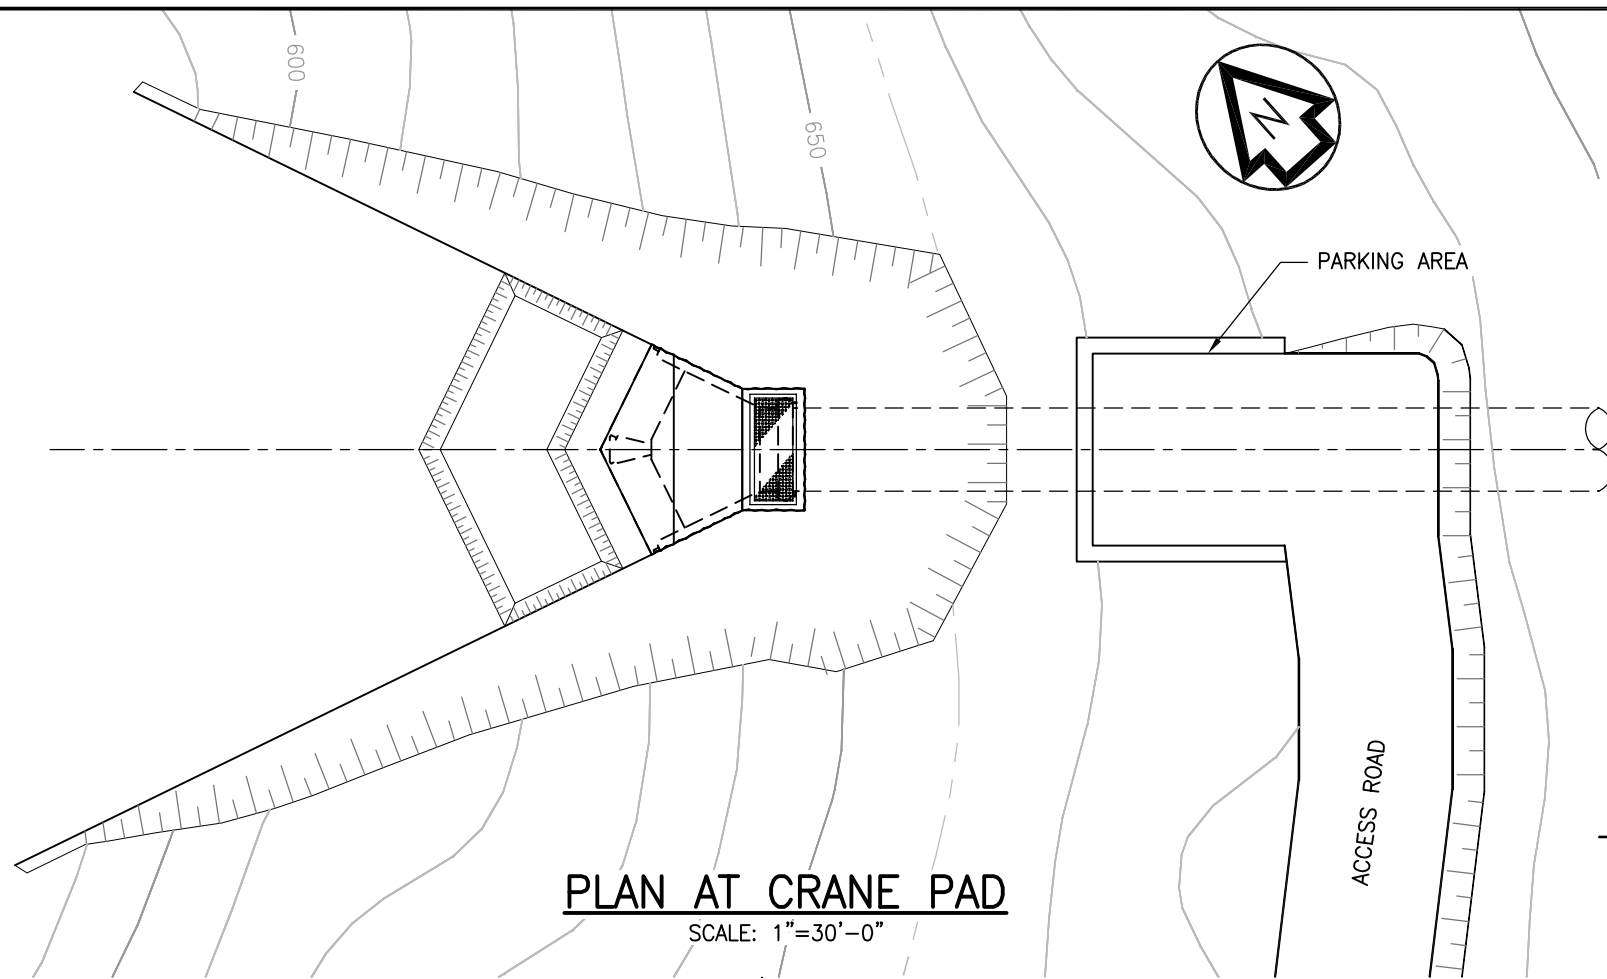 600
650
N
PARKING AREA
ACCESS ROAD
PLAN AT CRANE PAD
SCALE: 1"=30'-0"